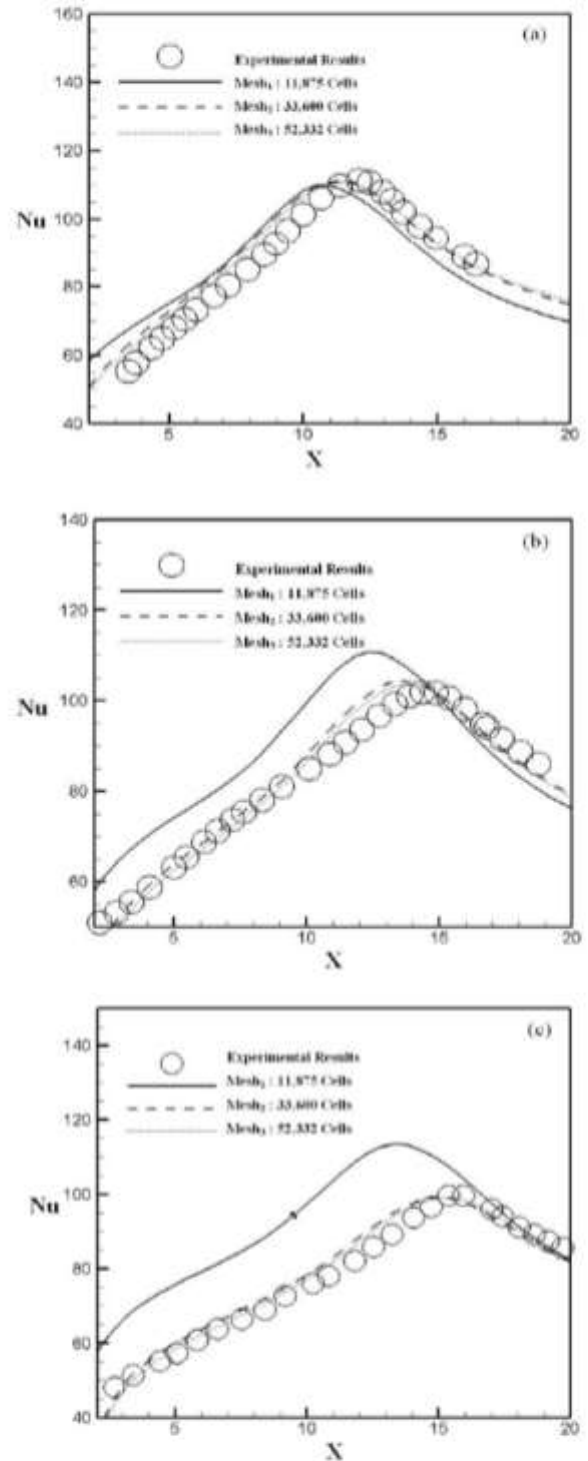 160
(a)
Experimental Results
140
Mesh₁ : 11,875 Cells
Mesh₂ : 33,600 Cells
120
Mesh₃ : 52,332 Cells
Nu
100
80
60
40
5
10
15
20
X
140
(b)
Experimental Results
120
Mesh₁ : 11,875 Cells
Mesh₂ : 33,600 Cells
Mesh₃ : 52,332 Cells
Nu
100
80
60
5
10
15
20
X
(c)
140
Experimental Results
Mesh₁ : 11,875 Cells
120
Mesh₂ : 33,600 Cells
Mesh₃ : 52,332 Cells
Nu
100
80
60
40
5
10
15
20
X